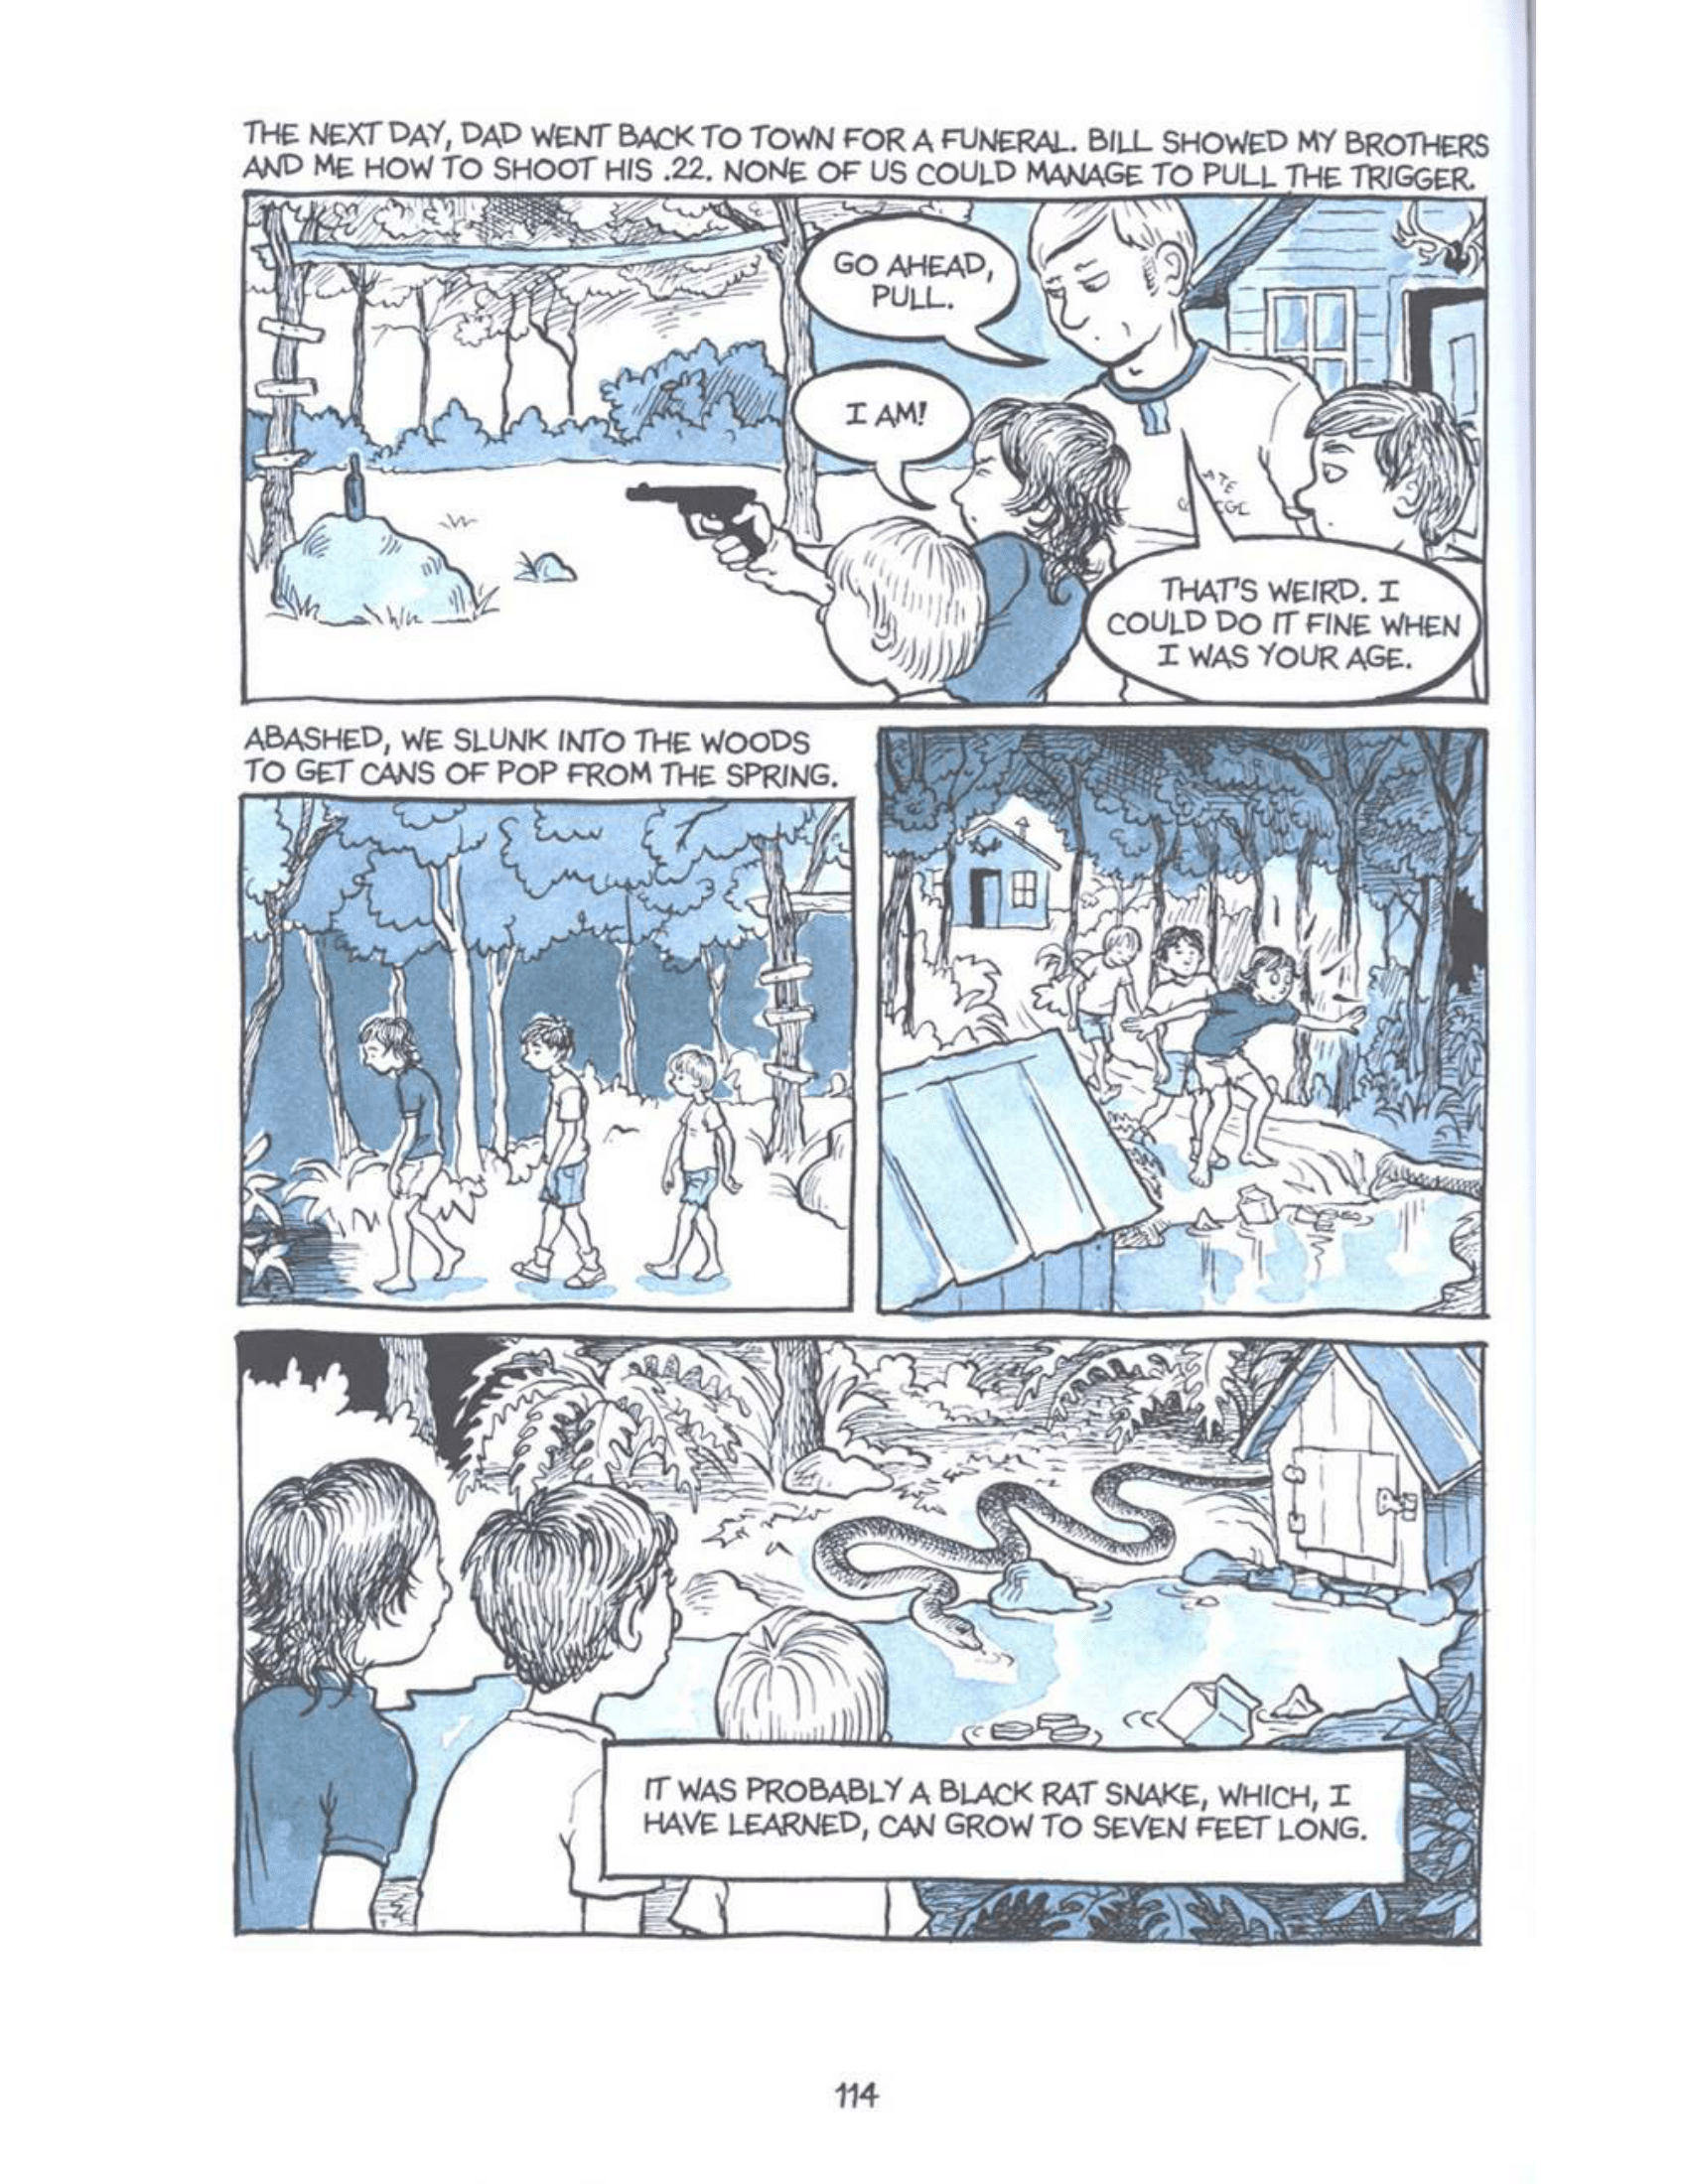 THE NEXT DAY, DAD WENT BACK TO TOWN FOR A FUNERAL. BILL SHOWED MY BROTHERS
AND ME HOW TO SHOOT HIS .22. NONE OF US COULD MANAGE TO PULL THE TRIGGER.
GO AHEAD,
PULL.
I AM!
THAT'S WEIRD. I
COULD DO IT FINE WHEN
I WAS YOUR AGE.
ABASHED, WE SLUNK INTO THE WOODS
TO GET CANS OF POP FROM THE SPRING.
IT WAS PROBABLY A BLACK RAT SNAKE, WHICH, I
HAVE LEARNED, CAN GROW TO SEVEN FEET LONG.
114